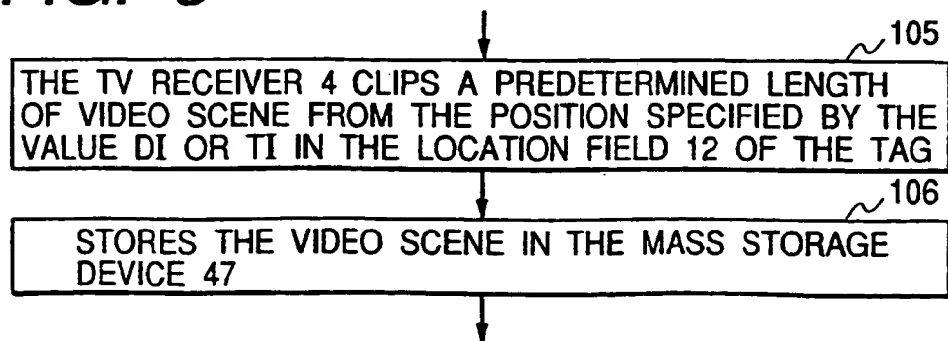 105
THE TV RECEIVER 4 CLIPS A PREDETERMINED LENGTH
OF VIDEO SCENE FROM THE POSITION SPECIFIED BY THE
VALUE DI OR TI IN THE LOCATION FIELD 12 OF THE TAG
106
STORES THE VIDEO SCENE IN THE MASS STORAGE
DEVICE 47